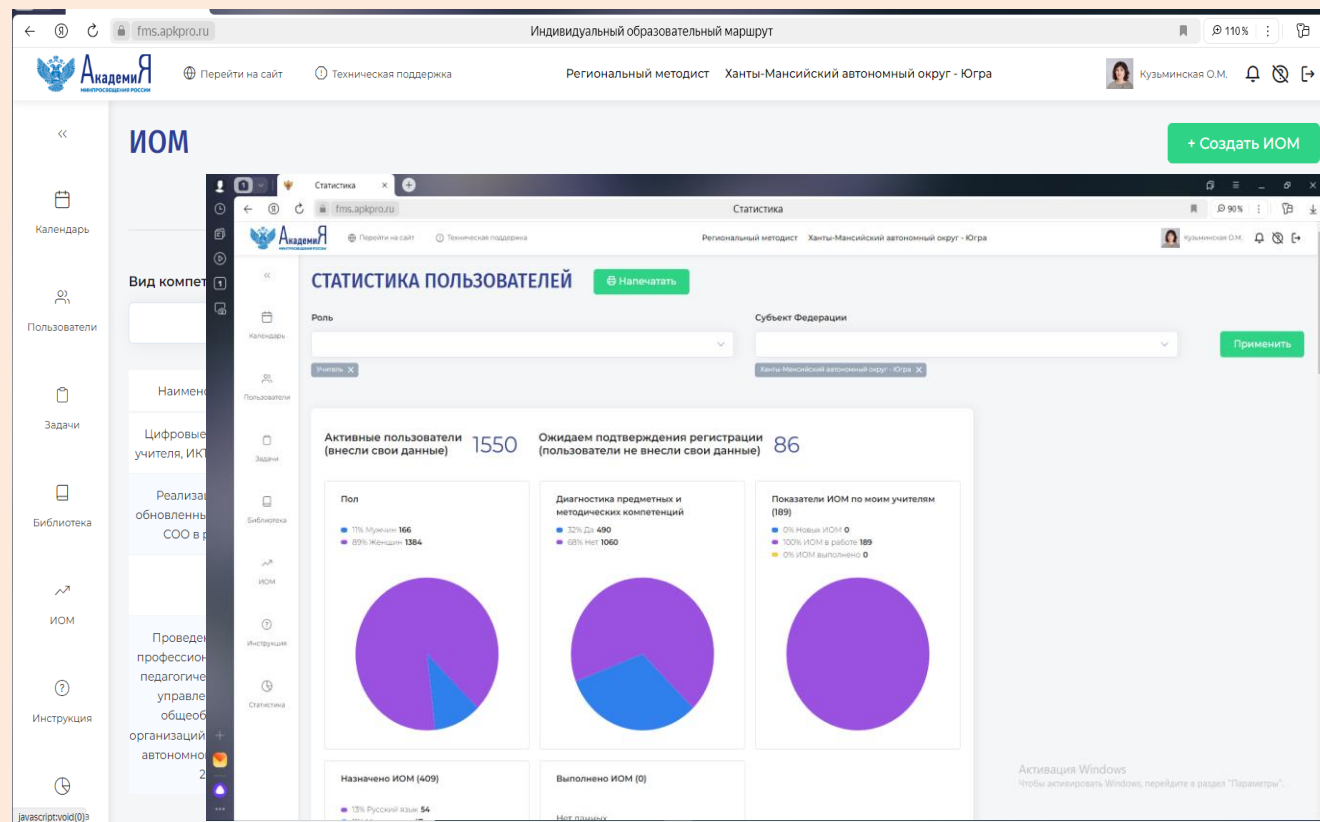 fms.apkpro.ru
Индивидуальный образовательный маршрут
110%
АкадемиЯ
МИНПРОСВЕЩЕНИЯ РОССИИ
Перейти на сайт
Техническая поддержка
Региональный методист Ханты-Мансийский автономный округ - Югра
Кузьминская О.М.
ИОМ
+ Создать ИОМ
Календарь
Пользователи
Задачи
Библиотека
ИОМ
Инструкция
javascript:void(0)
Вид компет
Наимено
Цифровые
учителя, ИКТ
Реализа
обновленны
СОО в р
Проведен
профессион
педагогиче
управле
общеоб
организаций
автономно
2
1
Статистика
1
fms.apkpro.ru
Статистика
90%
АкадемиЯ
Перейти на сайт
Техническая поддержка
Региональный методист Ханты-Мансийский автономный округ - Югра
Кузьминская О.М.
Календарь
Пользователи
Задачи
Библиотека
ИОМ
Инструкция
Статистика
СТАТИСТИКА ПОЛЬЗОВАТЕЛЕЙ
Напечатать
Роль
Субъект Федерации
Применить
Учитель X
Ханты-Мансийский автономный округ - Югра X
Активные пользователи
(внесли свои данные)
1550
Ожидаем подтверждения регистрации
(пользователи не внесли свои данные)
86
Пол
11% Мужчин 166
89% Женщин 1384
Диагностика предметных и
методических компетенций
32% Да 490
68% Нет 1060
Показатели ИОМ по моим учителям
(189)
0% Новых ИОМ 0
100% ИОМ в работе 189
0% ИОМ выполнено 0
Назначено ИОМ (409)
13% Русский язык 54
Выполнено ИОМ (0)
Нет данных
Активация Windows
Чтобы активировать Windows, перейдите в раздел "Параметры".